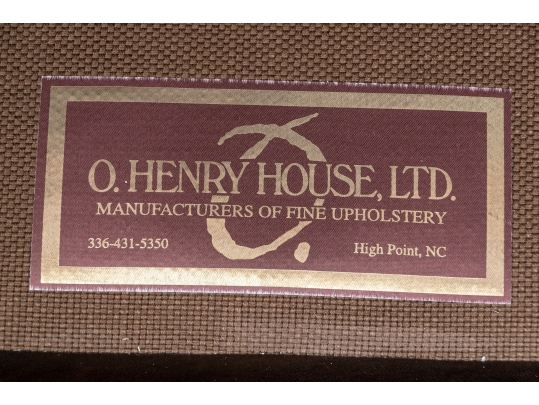 O. HENRY HOUSE, LTD.
MANUFACTURERS OF FINE UPHOLSTERY
336-431-5350 High Point, NC